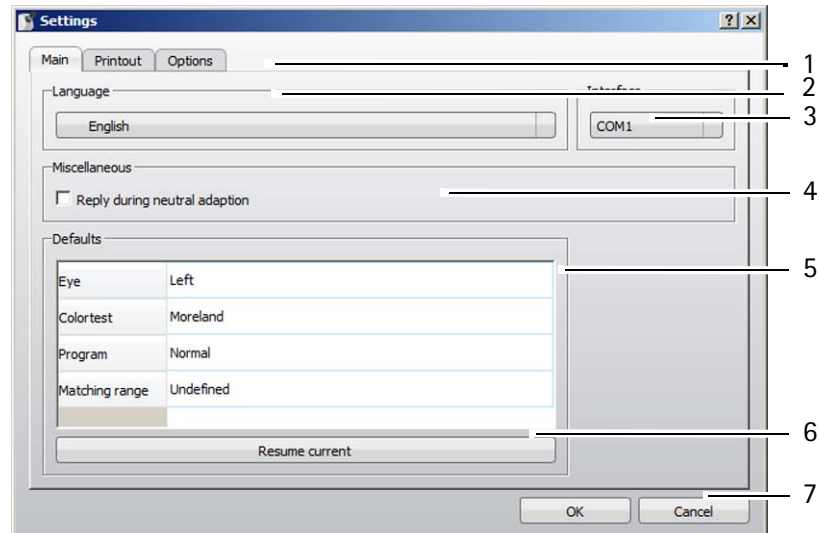 Settings
Main Printout Options
1
Language
2
English
COM1
3
Miscellaneous
Reply during neutral adaption
4
Defaults
5
Eye Left
Colortest Moreland
Program Normal
Matching range Undefined
6
Resume current
7
OK Cancel